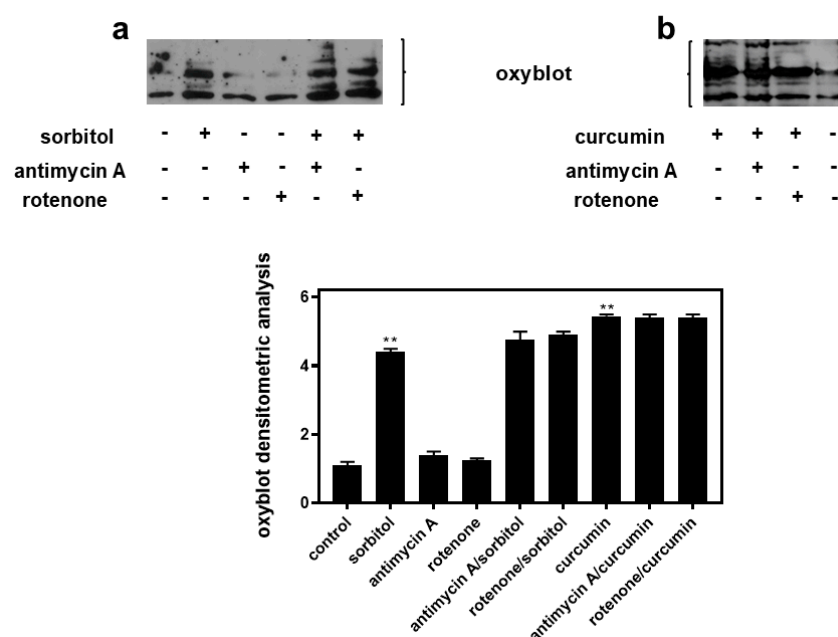 a
b
oxyblot
sorbitol - + - - + +
antimycin A - - + - + -
rotenone - - - + - +
curcumin + + + -
antimycin A - + - -
rotenone - - + -
oxyblot densitometric analysis
6
4
2
0
**
**
control
sorbitol
antimycin A
rotenone
antimycin A/sorbitol
rotenone/sorbitol
curcumin
antimycin A/curcumin
rotenone/curcumin